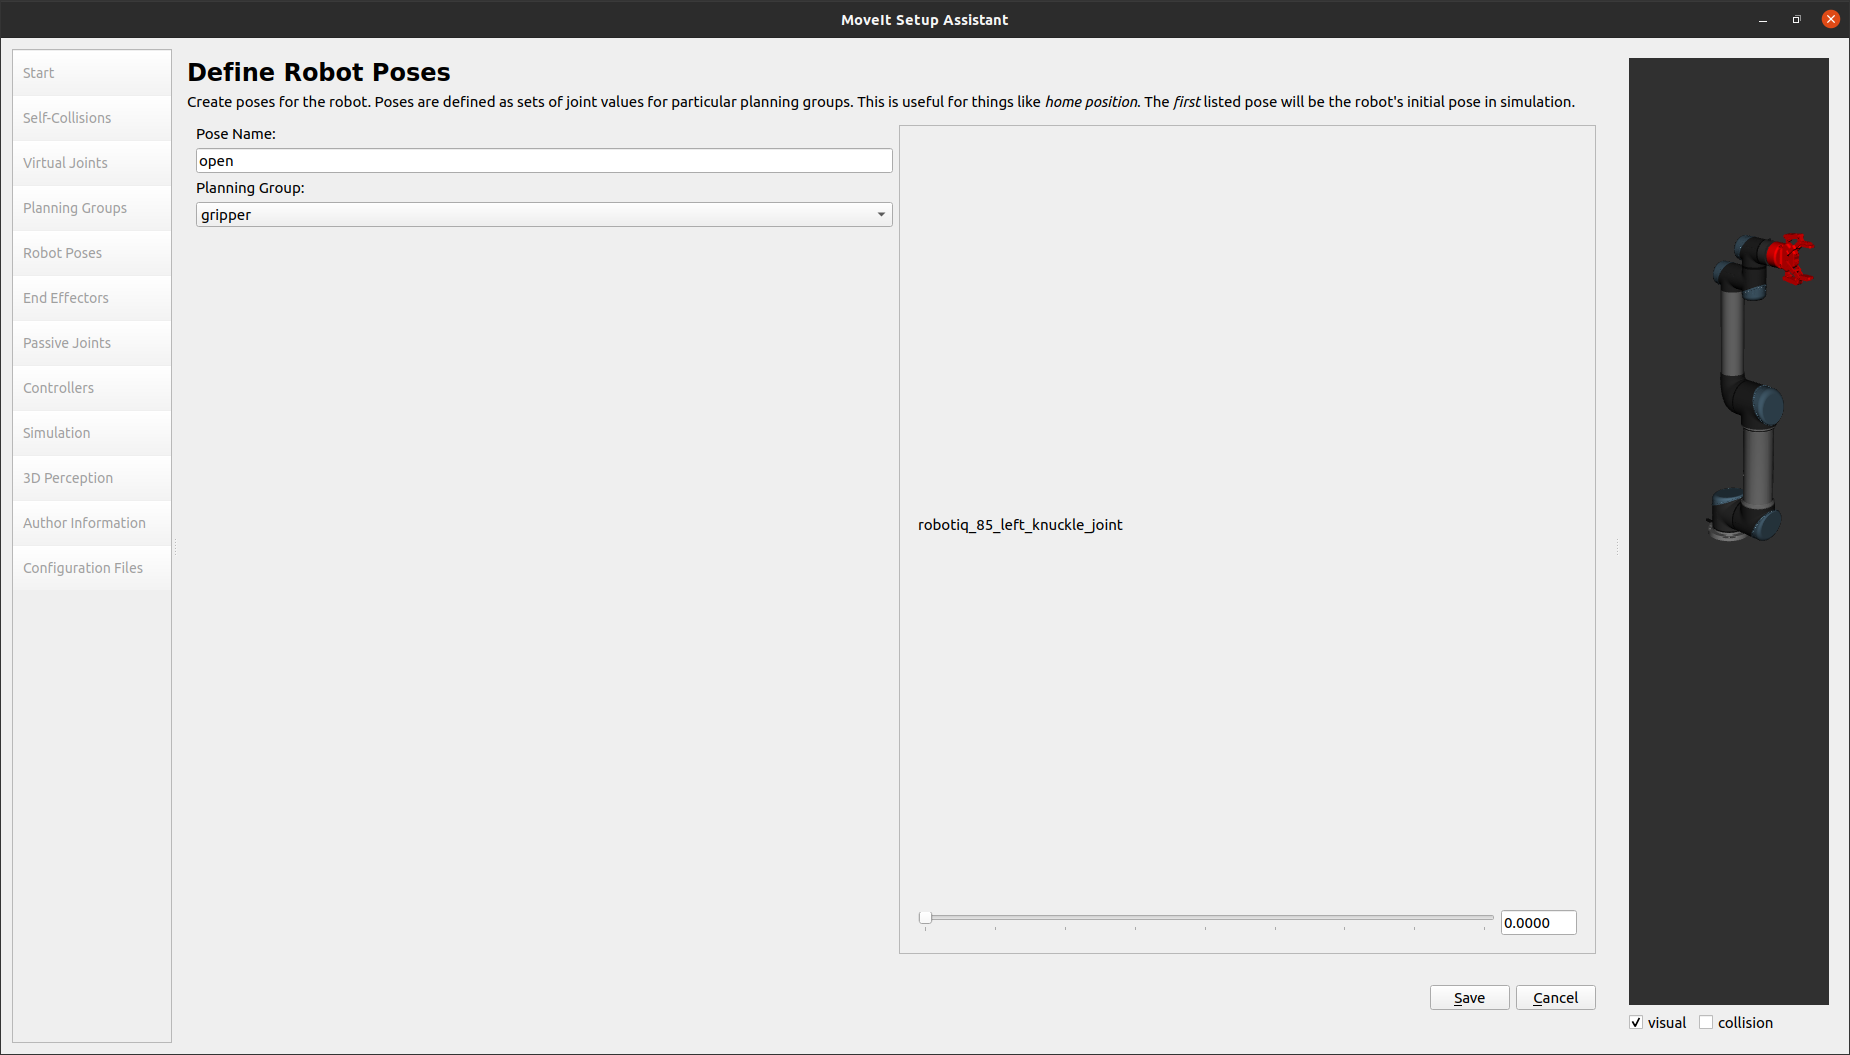 MoveIt Setup Assistant
Start
Self-Collisions
Virtual Joints
Planning Groups
Robot Poses
End Effectors
Passive Joints
Controllers
Simulation
3D Perception
Author Information
Configuration Files
Define Robot Poses
Create poses for the robot. Poses are defined as sets of joint values for particular planning groups. This is useful for things like home position. The first listed pose will be the robot's initial pose in simulation.
Pose Name:
open
Planning Group:
gripper
robotiq_85_left_knuckle_joint
0.0000
Save
Cancel
visual
collision